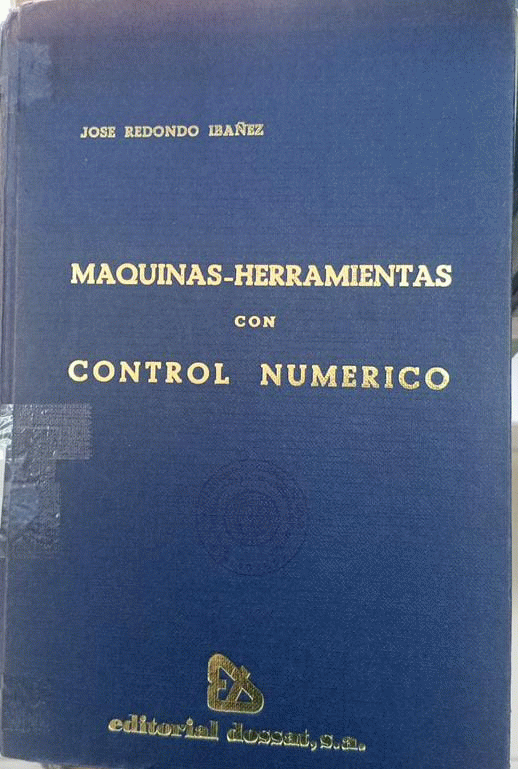 JOSE REDONDO IBAÑEZ
MAQUINAS-HERRAMIENTAS
CON
CONTROL NUMERICO
editorial dossat, s.a.